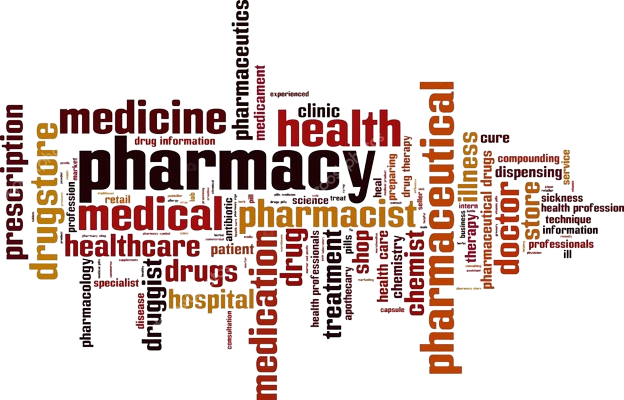 pharmaceutics
experienced
medicament
clinic
prescription
medicine
health
pharmaceutical
drug information
drugstore
pharmacy
illness
cure
market
profession
preparing
drug therapy
heal
pharmaceutical drugs
compounding
dispensing
service
retail
lab
science
treat
medical
pharmacist
doctor
store
sickness
health profession
technique
information
professionals
ill
intern
business
therapy
healthcare
patient
drug
health professionals
treatment
pills
apothecary
shop
health care
chemistry
chemist
pharmacology
specialist
drugs
druggist
disease
hospital
medication
consultation
capsule
marketing